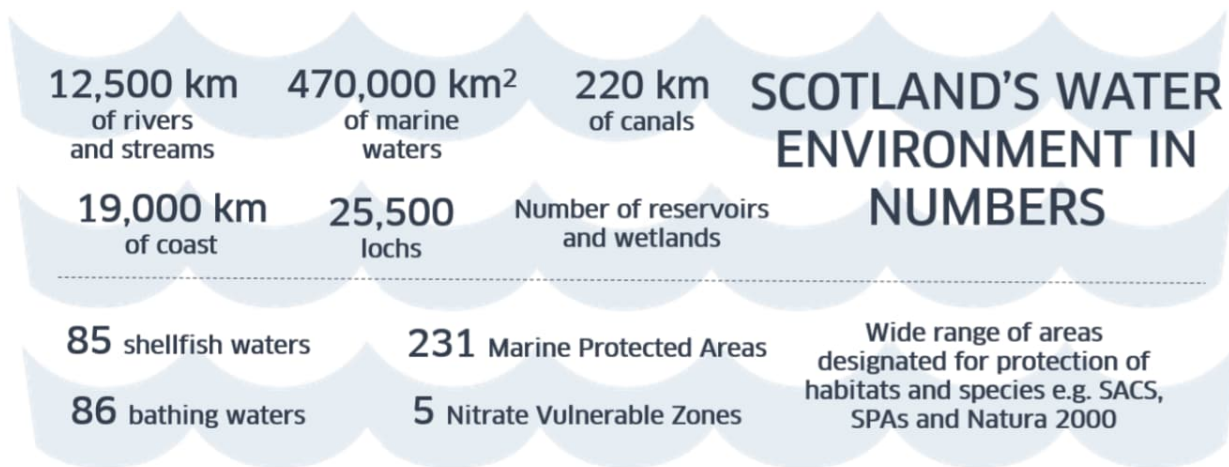 SCOTLAND'S WATER
ENVIRONMENT IN
NUMBERS
12,500 km
of rivers
and streams
470,000 km²
of marine
waters
220 km
of canals
19,000 km
of coast
25,500
lochs
Number of reservoirs
and wetlands
85 shellfish waters
86 bathing waters
231 Marine Protected Areas
5 Nitrate Vulnerable Zones
Wide range of areas
designated for protection of
habitats and species e.g. SACS,
SPAs and Natura 2000